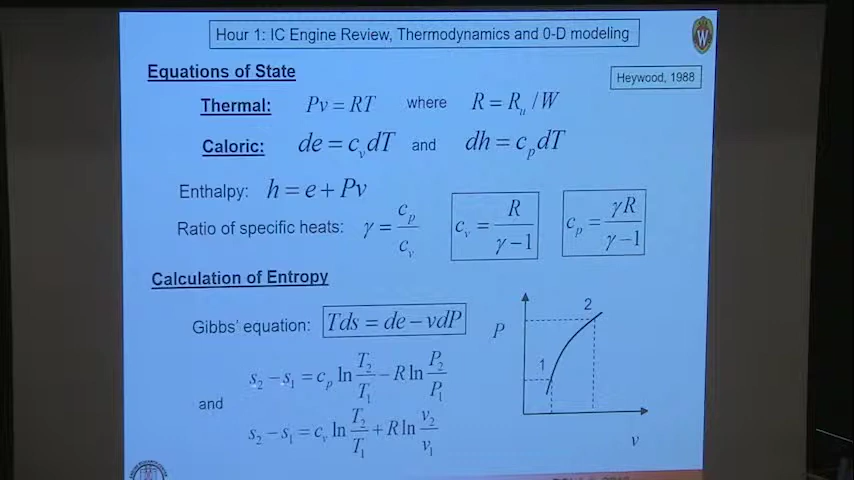 Hour 1: IC Engine Review, Thermodynamics and 0-D modeling
W
Equations of State
Heywood, 1988
Thermal: Pv = RT where R = R_u / W
Caloric: de = c_v dT and dh = c_p dT
Enthalpy: h = e + Pv
Ratio of specific heats: γ = c_p / c_v c_v = R / (γ − 1) c_p = γR / (γ − 1)
Calculation of Entropy
Gibbs' equation: Tds = de − vdP
s_2 − s_1 = c_p ln T_2/T_1 − R ln P_2/P_1
and
s_2 − s_1 = c_v ln T_2/T_1 + R ln v_2/v_1
P
2
1
v